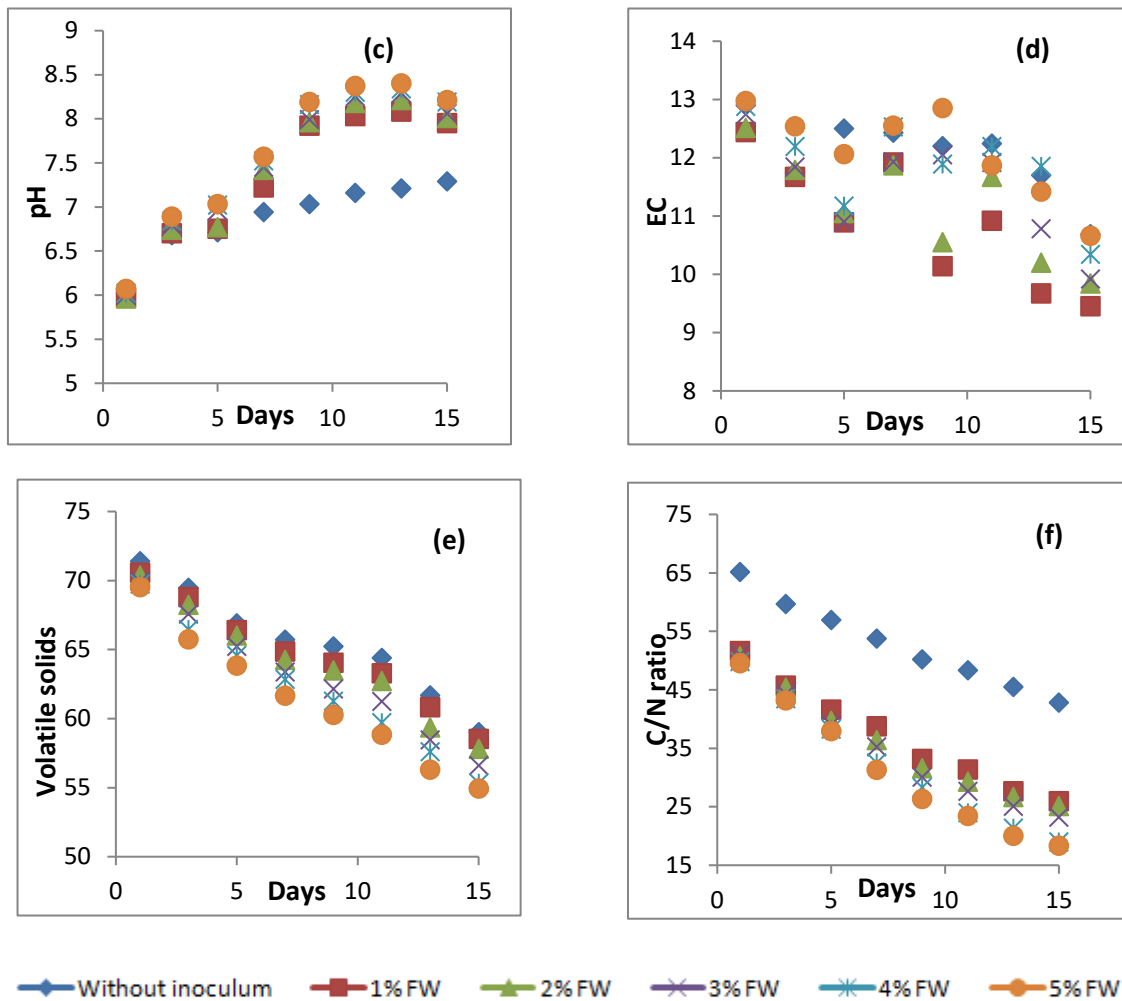 (c)
pH
9
8.5
8
7.5
7
6.5
6
5.5
5
0 5 10 15
Days
(d)
EC
14
13
12
11
10
9
8
0 5 10 15
Days
(e)
Volatile solids
75
70
65
60
55
50
0 5 10 15
Days
(f)
C/N ratio
75
65
55
45
35
25
15
0 5 10 15
Days
Without inoculum 1% FW 2% FW 3% FW 4% FW 5% FW